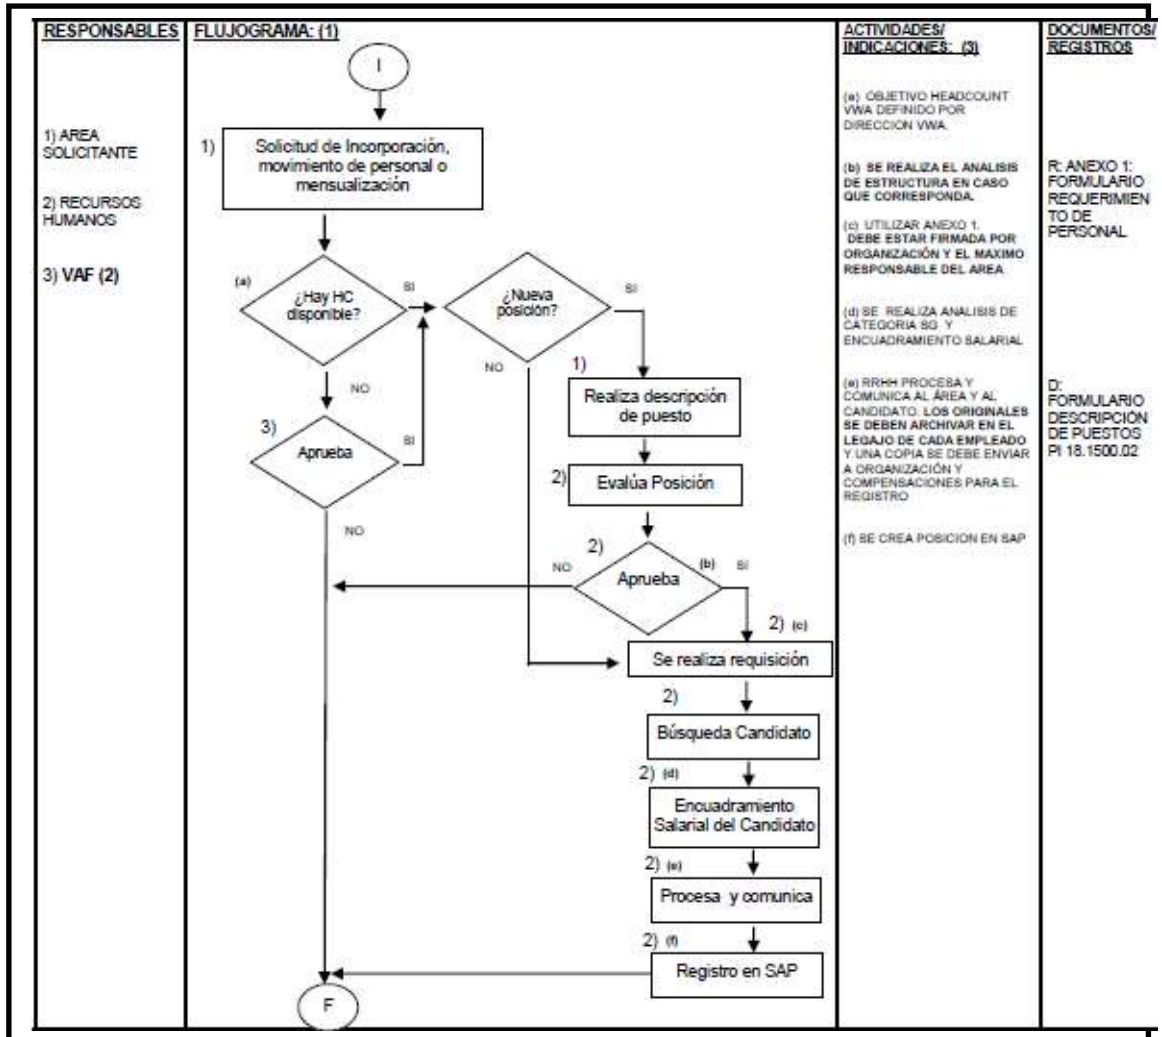 RESPONSABLES
1) AREA
SOLICITANTE
2) RECURSOS
HUMANOS
3) VAF (2)
FLUJOGRAMA: (1)
I
1)
Solicitud de Incorporación,
movimiento de personal o
mensualización
(a)
¿Hay HC
disponible?
SI
¿Nueva
posición?
SI
NO
NO
1)
Realiza descripción
de puesto
3)
Aprueba
SI
NO
2)
Evalúa Posición
2)
Aprueba
(b)
SI
NO
2) (c)
Se realiza requisición
2)
Búsqueda Candidato
2) (d)
Encuadramiento
Salarial del Candidato
2) (e)
Procesa y comunica
2) (f)
Registro en SAP
F
ACTIVIDADES/
INDICACIONES: (3)
(a) OBJETIVO HEADCOUNT
VWA DEFINIDO POR
DIRECCION VWA.
(b) SE REALIZA EL ANALISIS
DE ESTRUCTURA EN CASO
QUE CORRESPONDA.
(c) UTILIZAR ANEXO 1.
DEBE ESTAR FIRMADA POR
ORGANIZACIÓN Y EL MAXIMO
RESPONSABLE DEL AREA
(d) SE REALIZA ANALISIS DE
CATEGORIA SG Y
ENCUADRAMIENTO SALARIAL
(e) RRHH PROCESA Y
COMUNICA AL ÁREA Y AL
CANDIDATO. LOS ORIGINALES
SE DEBEN ARCHIVAR EN EL
LEGAJO DE CADA EMPLEADO
Y UNA COPIA SE DEBE ENVIAR
A ORGANIZACIÓN Y
COMPENSACIONES PARA EL
REGISTRO
(f) SE CREA POSICION EN SAP
DOCUMENTOS/
REGISTROS
R: ANEXO 1:
FORMULARIO
REQUERIMIEN
TO DE
PERSONAL
D:
FORMULARIO
DESCRIPCIÓN
DE PUESTOS
PI 18.1500.02